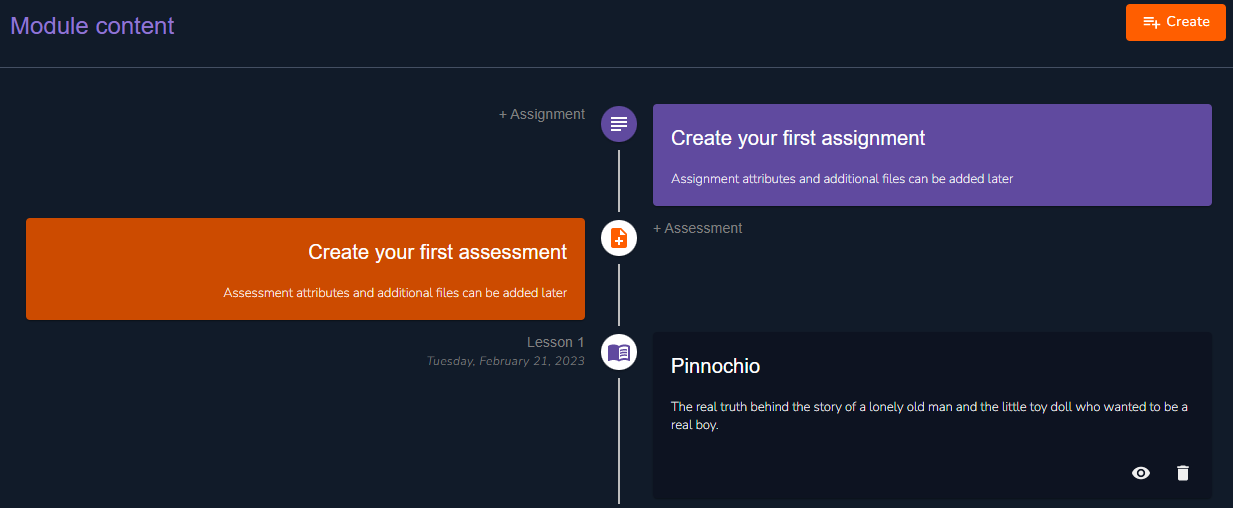 Module content
Create
+ Assignment
Create your first assignment
Assignment attributes and additional files can be added later
Create your first assessment
Assessment attributes and additional files can be added later
+ Assessment
Lesson 1
Tuesday, February 21, 2023
Pinnochio
The real truth behind the story of a lonely old man and the little toy doll who wanted to be a
real boy.